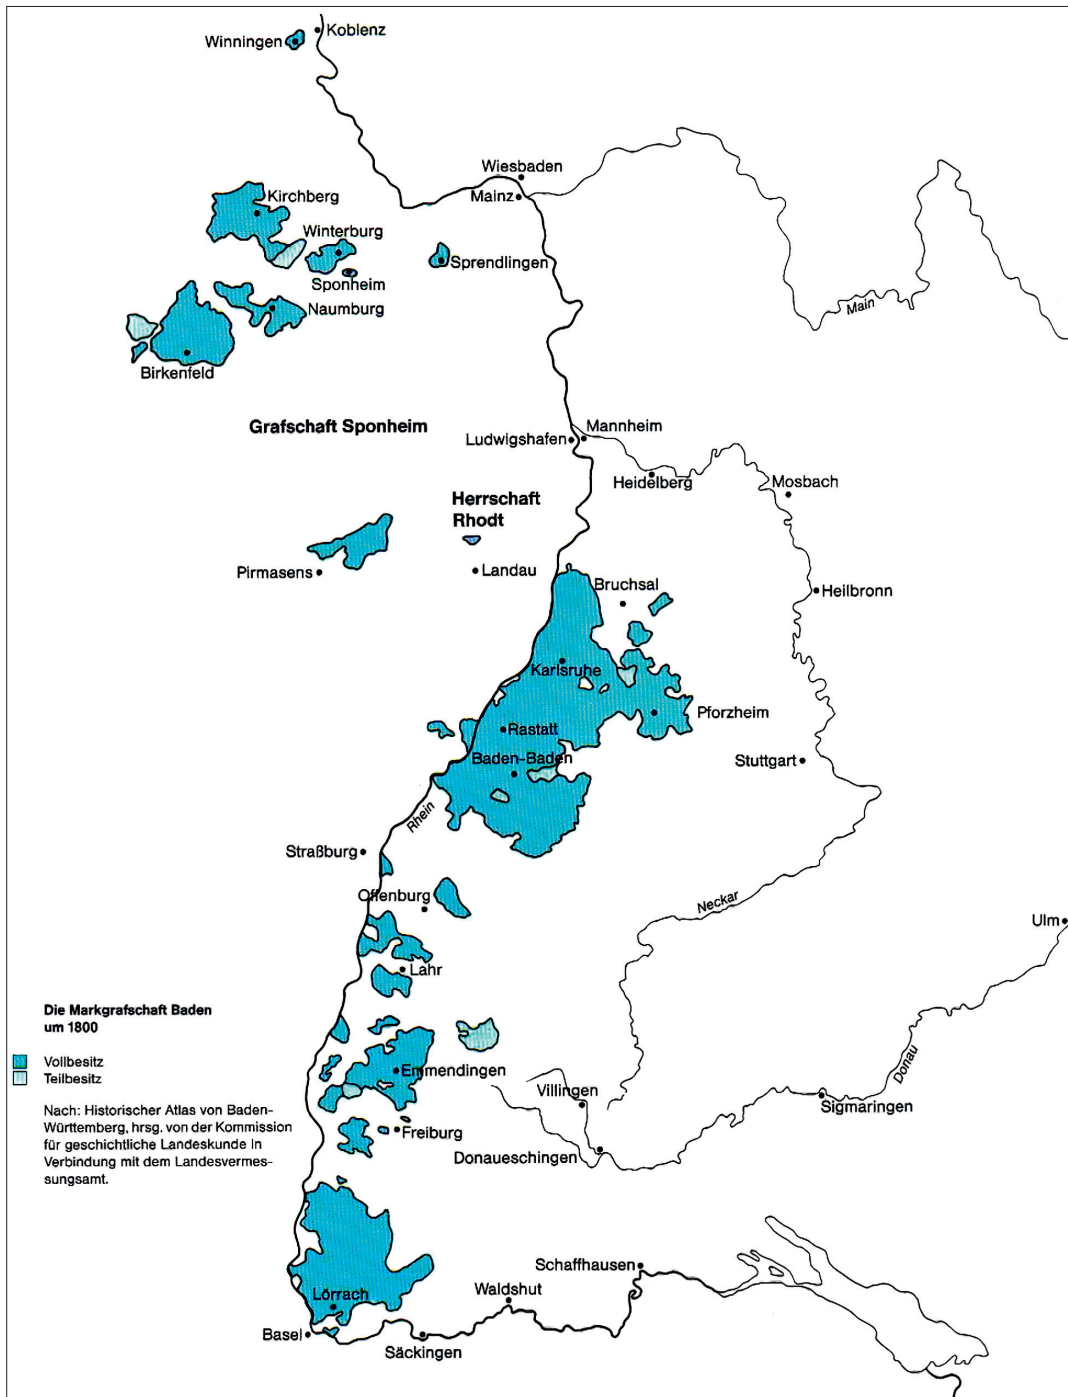 Koblenz
Winningen
Wiesbaden
Mainz
Kirchberg
Winterburg
Sprendlingen
Sponheim
Naumburg
Main
Birkenfeld
Grafschaft Sponheim
Ludwigshafen
Mannheim
Heidelberg
Mosbach
Herrschaft
Rhodt
Pirmasens
Landau
Bruchsal
Heilbronn
Karlsruhe
Pforzheim
Rastatt
Baden-Baden
Stuttgart
Rhein
Straßburg
Offenburg
Neckar
Ulm
Lahr
Die Markgrafschaft Baden
um 1800
Vollbesitz
Teilbesitz
Nach: Historischer Atlas von Baden-
Württemberg, hrsg. von der Kommission
für geschichtliche Landeskunde in
Verbindung mit dem Landesvermes-
sungsamt.
Emmendingen
Donau
Villingen
Sigmaringen
Freiburg
Donaueschingen
Schaffhausen
Waldshut
Lörrach
Basel
Säckingen